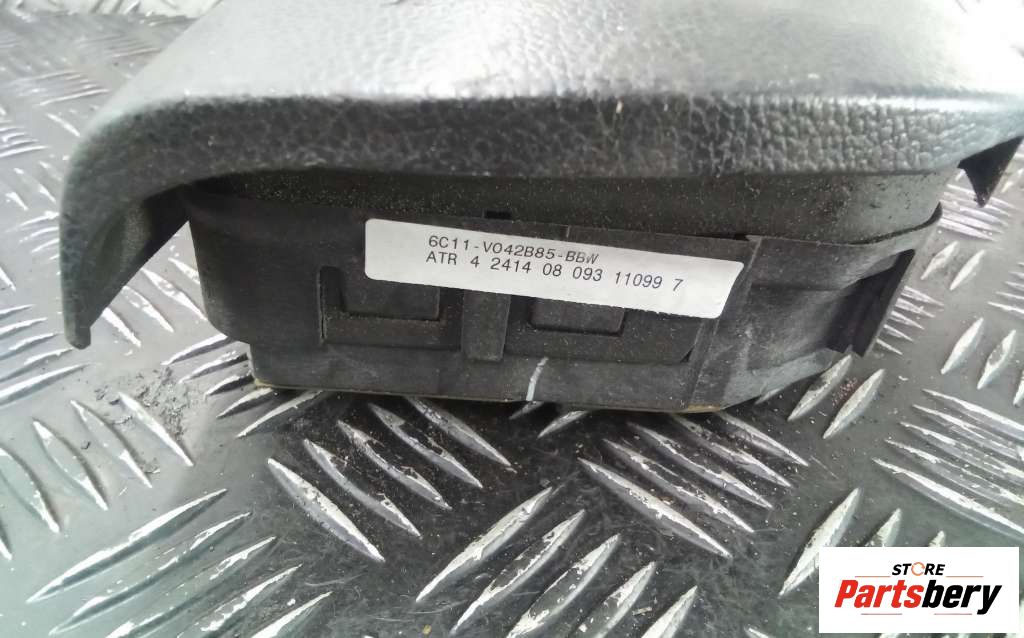 6C11-V042B85-BBW
ATR 4 2414 08 093 11099 7
STORE
Partsbery